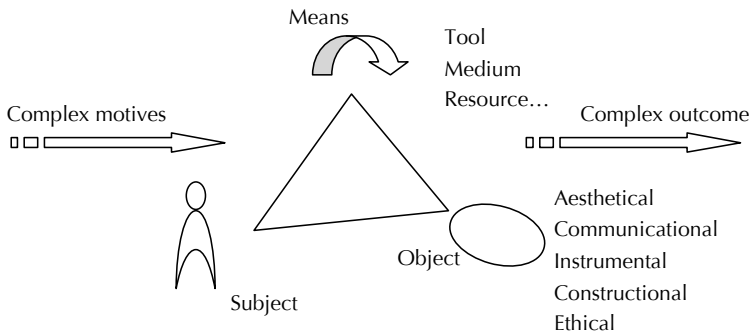 Means
Tool
Medium
Resource…
Complex motives
Complex outcome
Aesthetical
Communicational
Instrumental
Constructional
Ethical
Object
Subject